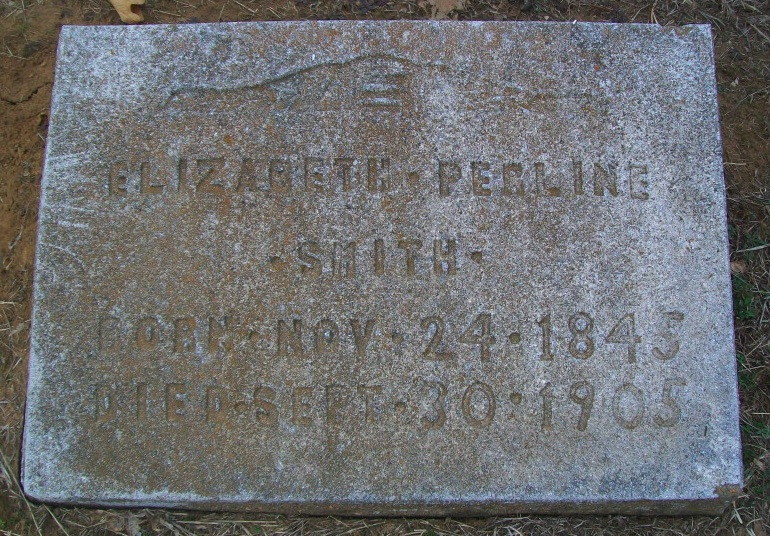 ELIZABETH · PERLINE
· SMITH ·
BORN · NOV · 24 · 1845
DIED · SEPT · 30 · 1905